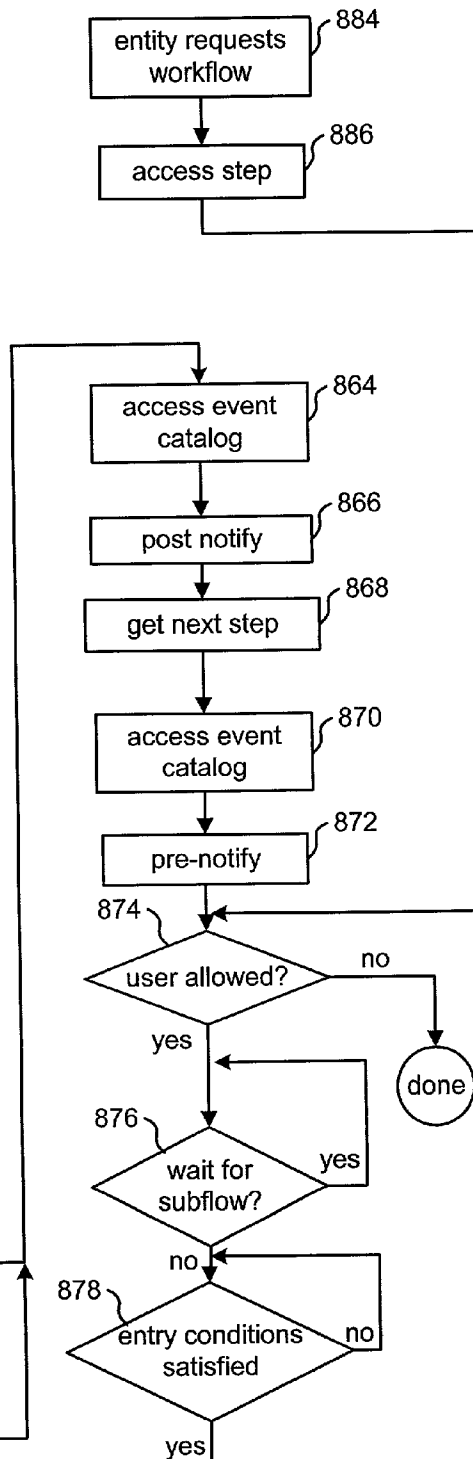 884
entity requests
workflow
886
access step
864
access event
catalog
866
post notify
868
get next step
870
access event
catalog
872
pre-notify
874
user allowed?
no
yes
done
876
wait for
subflow?
yes
no
878
entry conditions
satisfied
no
yes